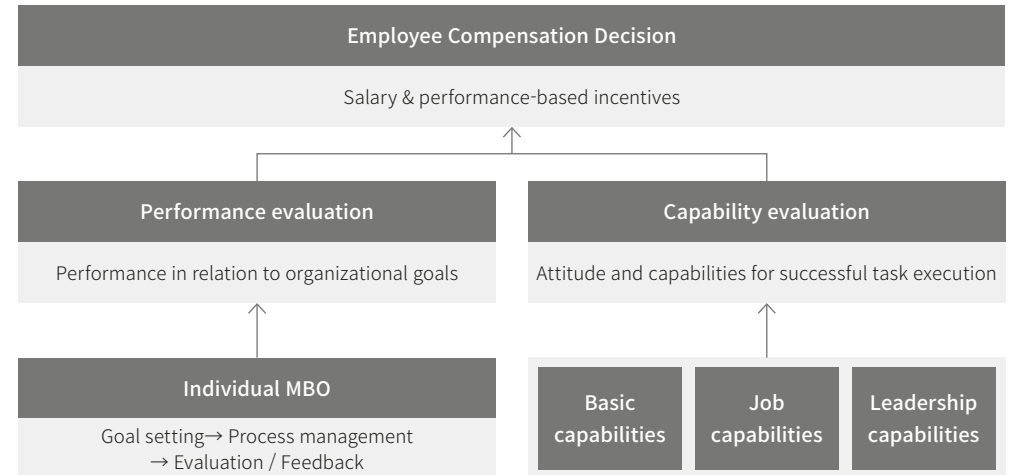 Employee Compensation Decision
Salary & performance-based incentives
Performance evaluation
Performance in relation to organizational goals
Capability evaluation
Attitude and capabilities for successful task execution
Individual MBO
Goal setting→ Process management
→ Evaluation / Feedback
Basic
capabilities
Job
capabilities
Leadership
capabilities